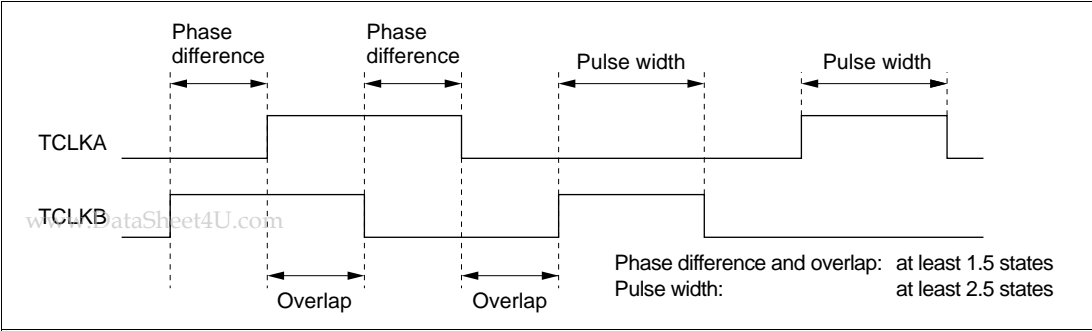 Phase
difference
Phase
difference
Pulse width
Pulse width
TCLKA
TCLKB
www.DataSheet4U.com
Overlap
Overlap
Phase difference and overlap: at least 1.5 states
Pulse width: at least 2.5 states